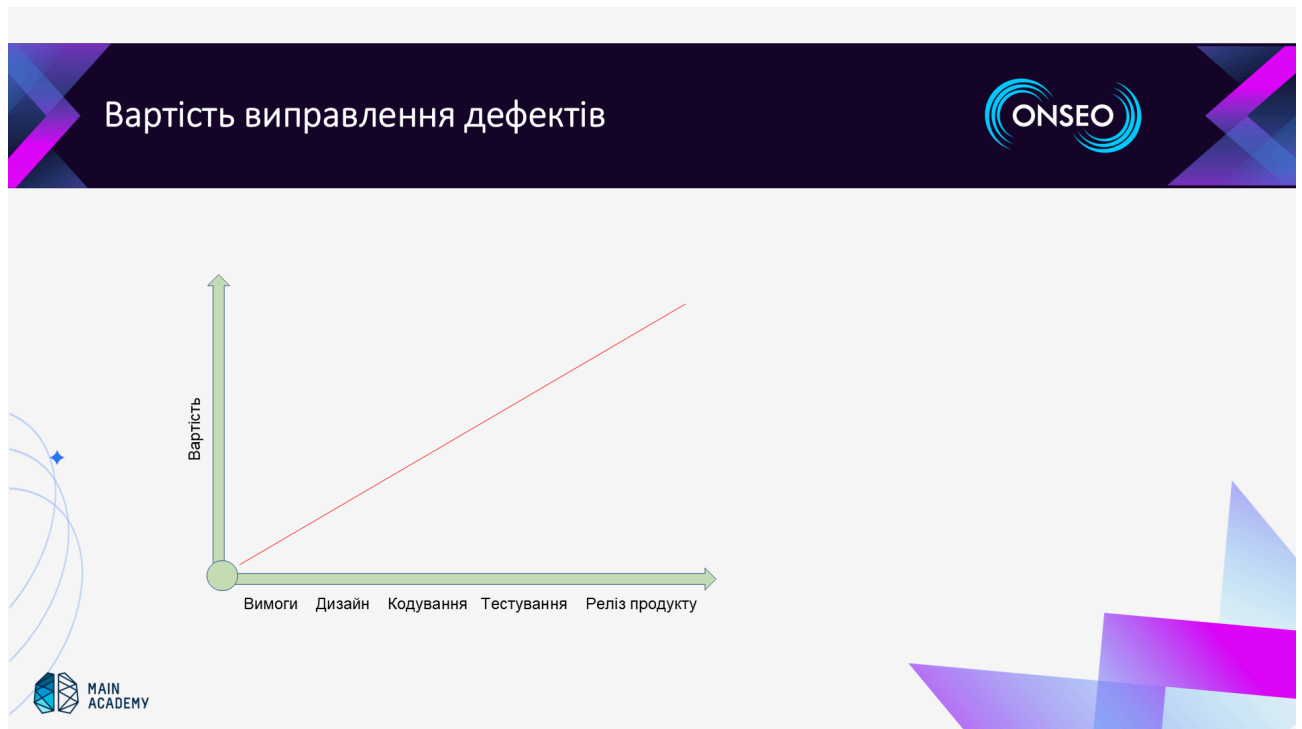 Вартість виправлення дефектів
ONSEO
Вартість
Вимоги Дизайн Кодування Тестування Реліз продукту
MAIN
ACADEMY